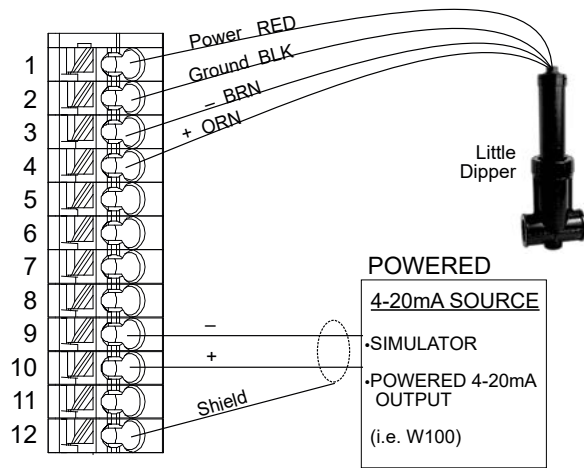 1
2
3
4
5
6
7
8
9
10
11
12
Power RED
Ground BLK
– BRN
+ ORN
Little
Dipper
–
+
Shield
POWERED
4-20mA SOURCE
•SIMULATOR
•POWERED 4-20mA
OUTPUT
(i.e. W100)